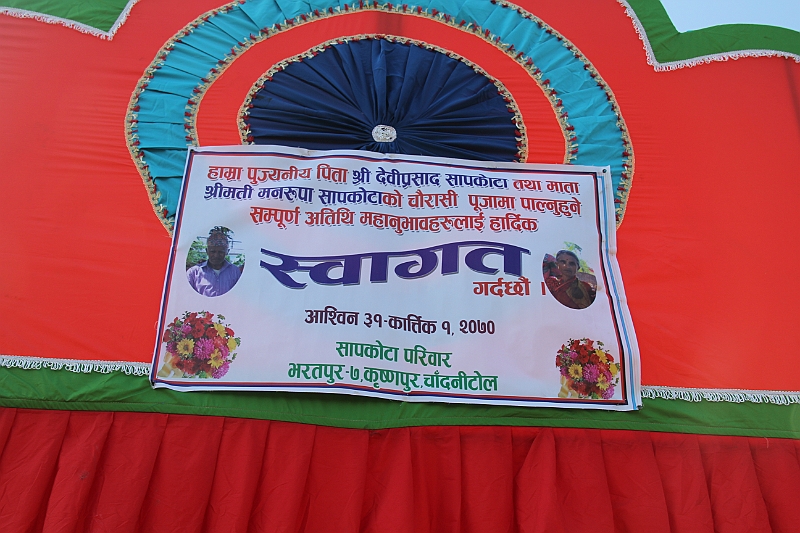 हाम्रा पुज्यनीय पिता श्री देवीप्रसाद सापकोटा तथा माता
श्रीमती मनरुपा सापकोटाको चौरासी पूजामा पाल्नुहुने
सम्पूर्ण अतिथि महानुभावहरुलाई हार्दिक
स्वागत
गर्दछौं ।
आश्विन ३१-कार्त्तिक १, २०७०
सापकोटा परिवार
भरतपुर-७ कृष्णपुर, चाँदनीटोल